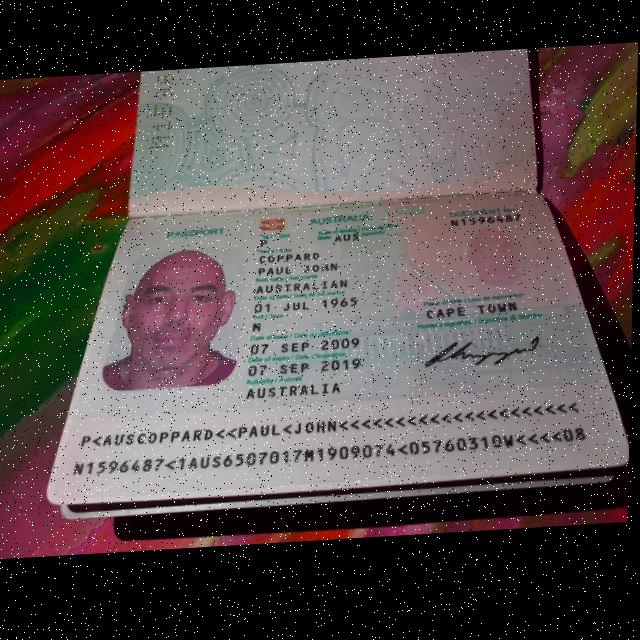 PASSPORT
AUSTRALIA
P
AUS
N1596487
COPPARD
PAUL JOHN
AUSTRALIAN
01 JUL 1965
M
CAPE TOWN
07 SEP 2009
07 SEP 2019
AUSTRALIA
P<AUSCOPPARD<<PAUL<JOHN<<<<<<<<<<<<<<<<<<<<<
N1596487<1AUS6507017M1909074<05760310W<<<<08